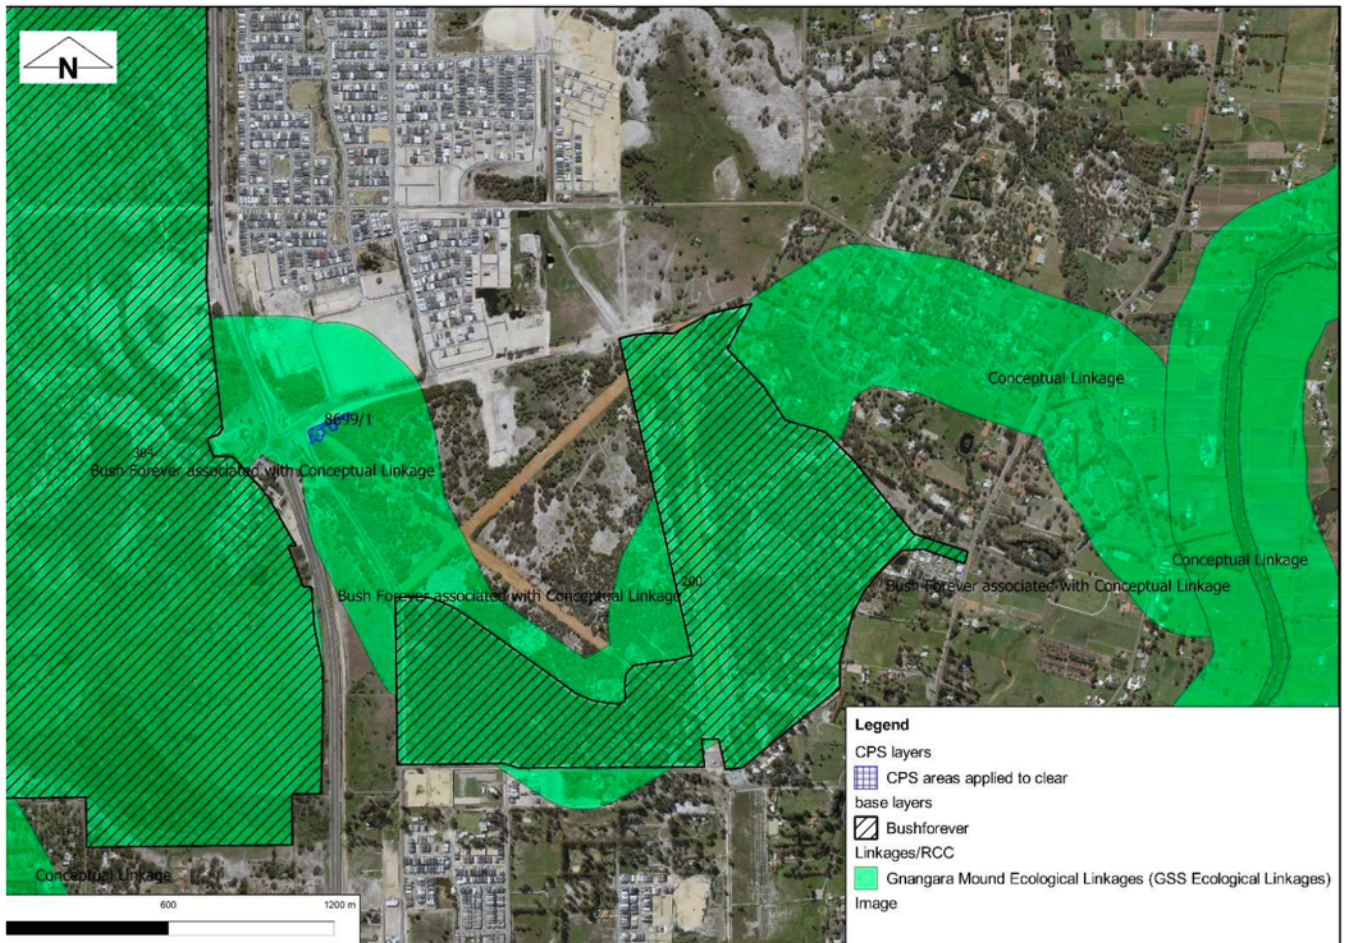 N
Conceptual Linkage
8699/1
304
Bush Forever associated with Conceptual Linkage
Conceptual Linkage
200
Bush Forever associated with Conceptual Linkage
Bush Forever associated with Conceptual Linkage
Legend
CPS layers
CPS areas applied to clear
base layers
Bushforever
Linkages/RCC
Gnangara Mound Ecological Linkages (GSS Ecological Linkages)
Image
Conceptual Linkage
600 1200 m